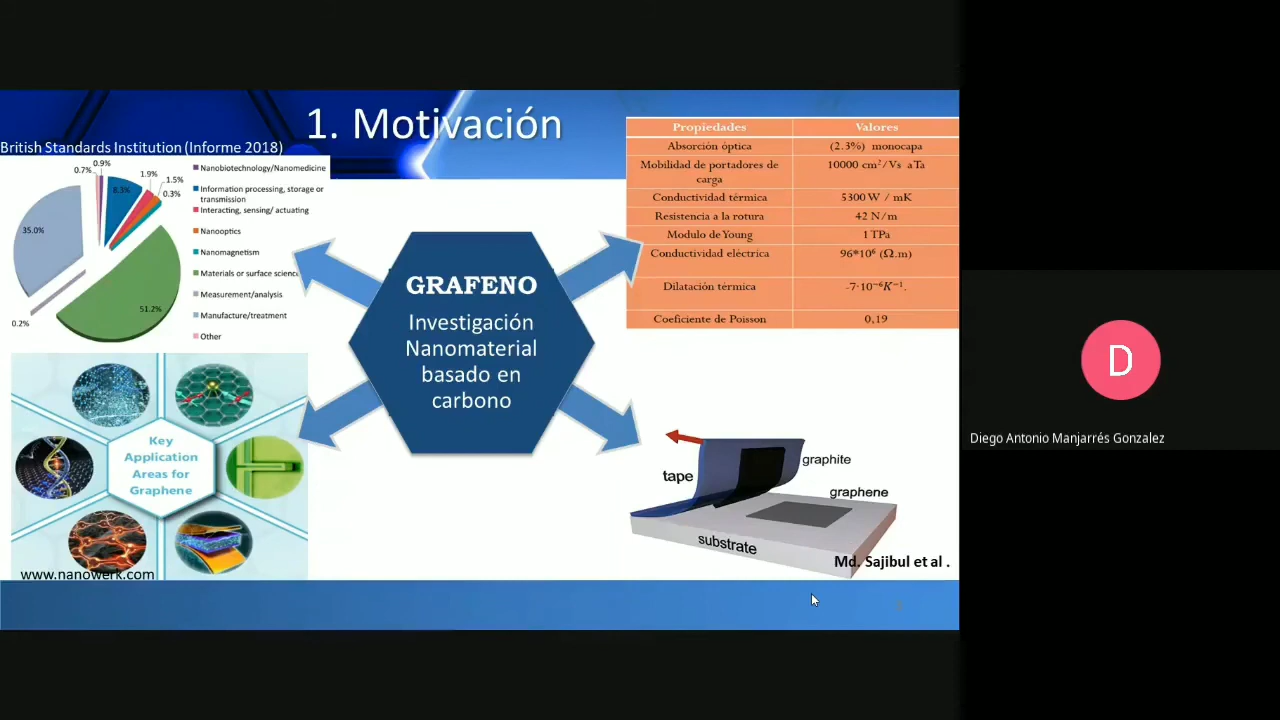 1. Motivación
British Standards Institution (Informe 2018)
0.7%
0.9%
8.3%
1.9%
1.5%
0.3%
35.0%
51.2%
0.2%
Nanobiotechnology/Nanomedicine
Information processing, storage or
transmission
Interacting, sensing/ actuating
Nanooptics
Nanomagnetism
Materials or surface science
Measurement/analysis
Manufacture/treatment
Other
Propiedades Valores
Absorción óptica (2.3%) monocapa
Mobilidad de portadores de
carga
10000 cm²/Vs a Ta
Conductividad térmica 5300 W / mK
Resistencia a la rotura 42 N/m
Modulo de Young 1 TPa
Conductividad eléctrica 96*10⁶ (Ω.m)
Dilatación térmica -7·10⁻⁶K⁻¹.
Coeficiente de Poisson 0,19
GRAFENO
Investigación
Nanomaterial
basado en
carbono
Key
Application
Areas for
Graphene
www.nanowerk.com
tape
graphite
graphene
substrate
Md. Sajibul et al .
D
Diego Antonio Manjarrés Gonzalez